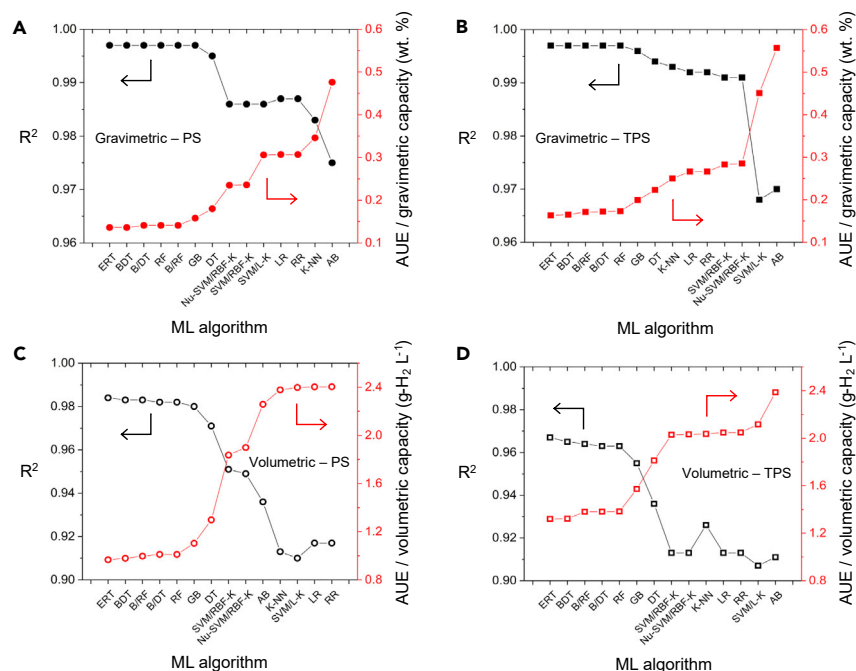 A
1.00
0.99
0.98
0.97
0.96
R²
Gravimetric – PS
0.6
0.5
0.4
0.3
0.2
0.1
AUE / gravimetric capacity (wt. %)
ERT
BDT
B/DT
RF
B/RF
GB
DT
Nu-SVM/RBF-K
SVM/RBF-K
SVM/L-K
LR
RR
K-NN
AB
ML algorithm
B
1.00
0.99
0.98
0.97
0.96
R²
Gravimetric – TPS
0.6
0.5
0.4
0.3
0.2
0.1
AUE / gravimetric capacity (wt. %)
ERT
BDT
B/RF
B/DT
RF
GB
DT
K-NN
LR
RR
SVM/RBF-K
Nu-SVM/RBF-K
SVM/L-K
AB
ML algorithm
C
1.00
0.98
0.96
0.94
0.92
0.90
R²
Volumetric – PS
2.4
2.0
1.6
1.2
0.8
AUE / volumetric capacity (g-H₂ L⁻¹)
ERT
BDT
B/RF
B/DT
RF
GB
DT
SVM/RBF-K
Nu-SVM/RBF-K
AB
K-NN
SVM/L-K
LR
RR
ML algorithm
D
1.00
0.98
0.96
0.94
0.92
0.90
R²
Volumetric – TPS
2.4
2.0
1.6
1.2
0.8
AUE / volumetric capacity (g-H₂ L⁻¹)
ERT
BDT
B/RF
B/DT
RF
GB
DT
SVM/RBF-K
Nu-SVM/RBF-K
K-NN
LR
RR
SVM/L-K
AB
ML algorithm